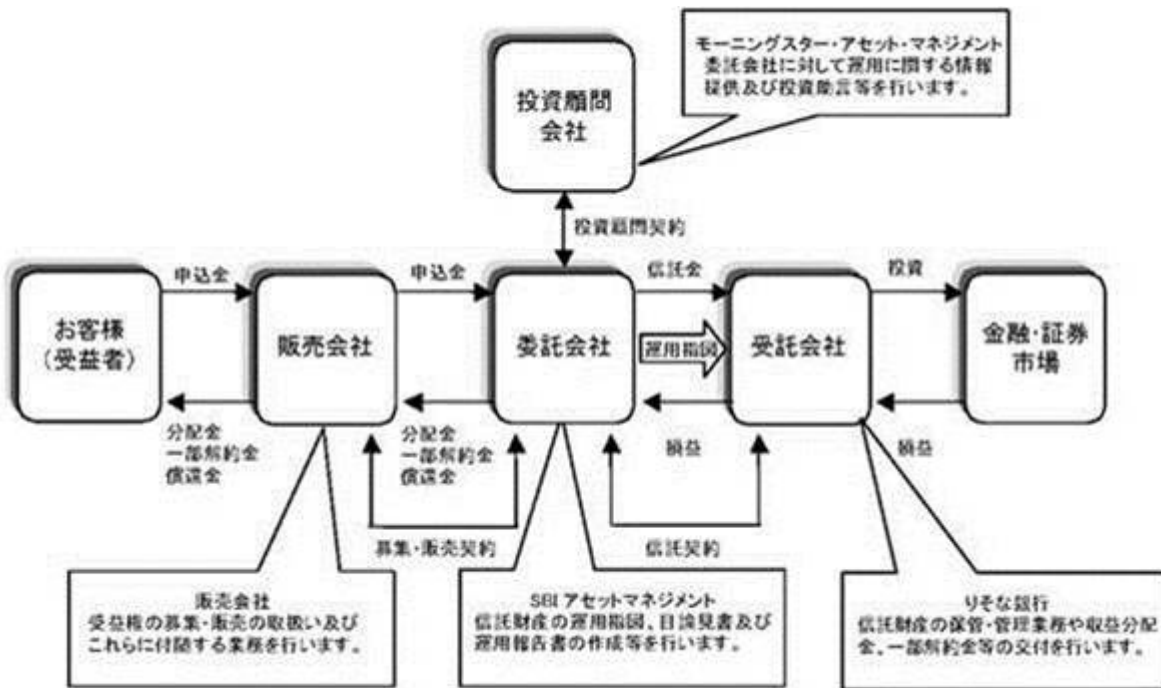 モーニングスター・アセット・マネジメント
委託会社に対して運用に関する情報
提供及び投資助言等を行います。
投資顧問
会社
投資顧問契約
申込金
申込金
信託金
投資
お客様
(受益者)
販売会社
委託会社
運用指図
受託会社
金融・証券
市場
分配金
一部解約金
償還金
分配金
一部解約金
償還金
損益
損益
募集・販売契約
信託契約
販売会社
受益権の募集・販売の取扱い及び
これらに付随する業務を行います。
SBIアセットマネジメント
信託財産の運用指図、目論見書及び
運用報告書の作成等を行います。
りそな銀行
信託財産の保管・管理業務や収益分配
金、一部解約金等の交付を行います。